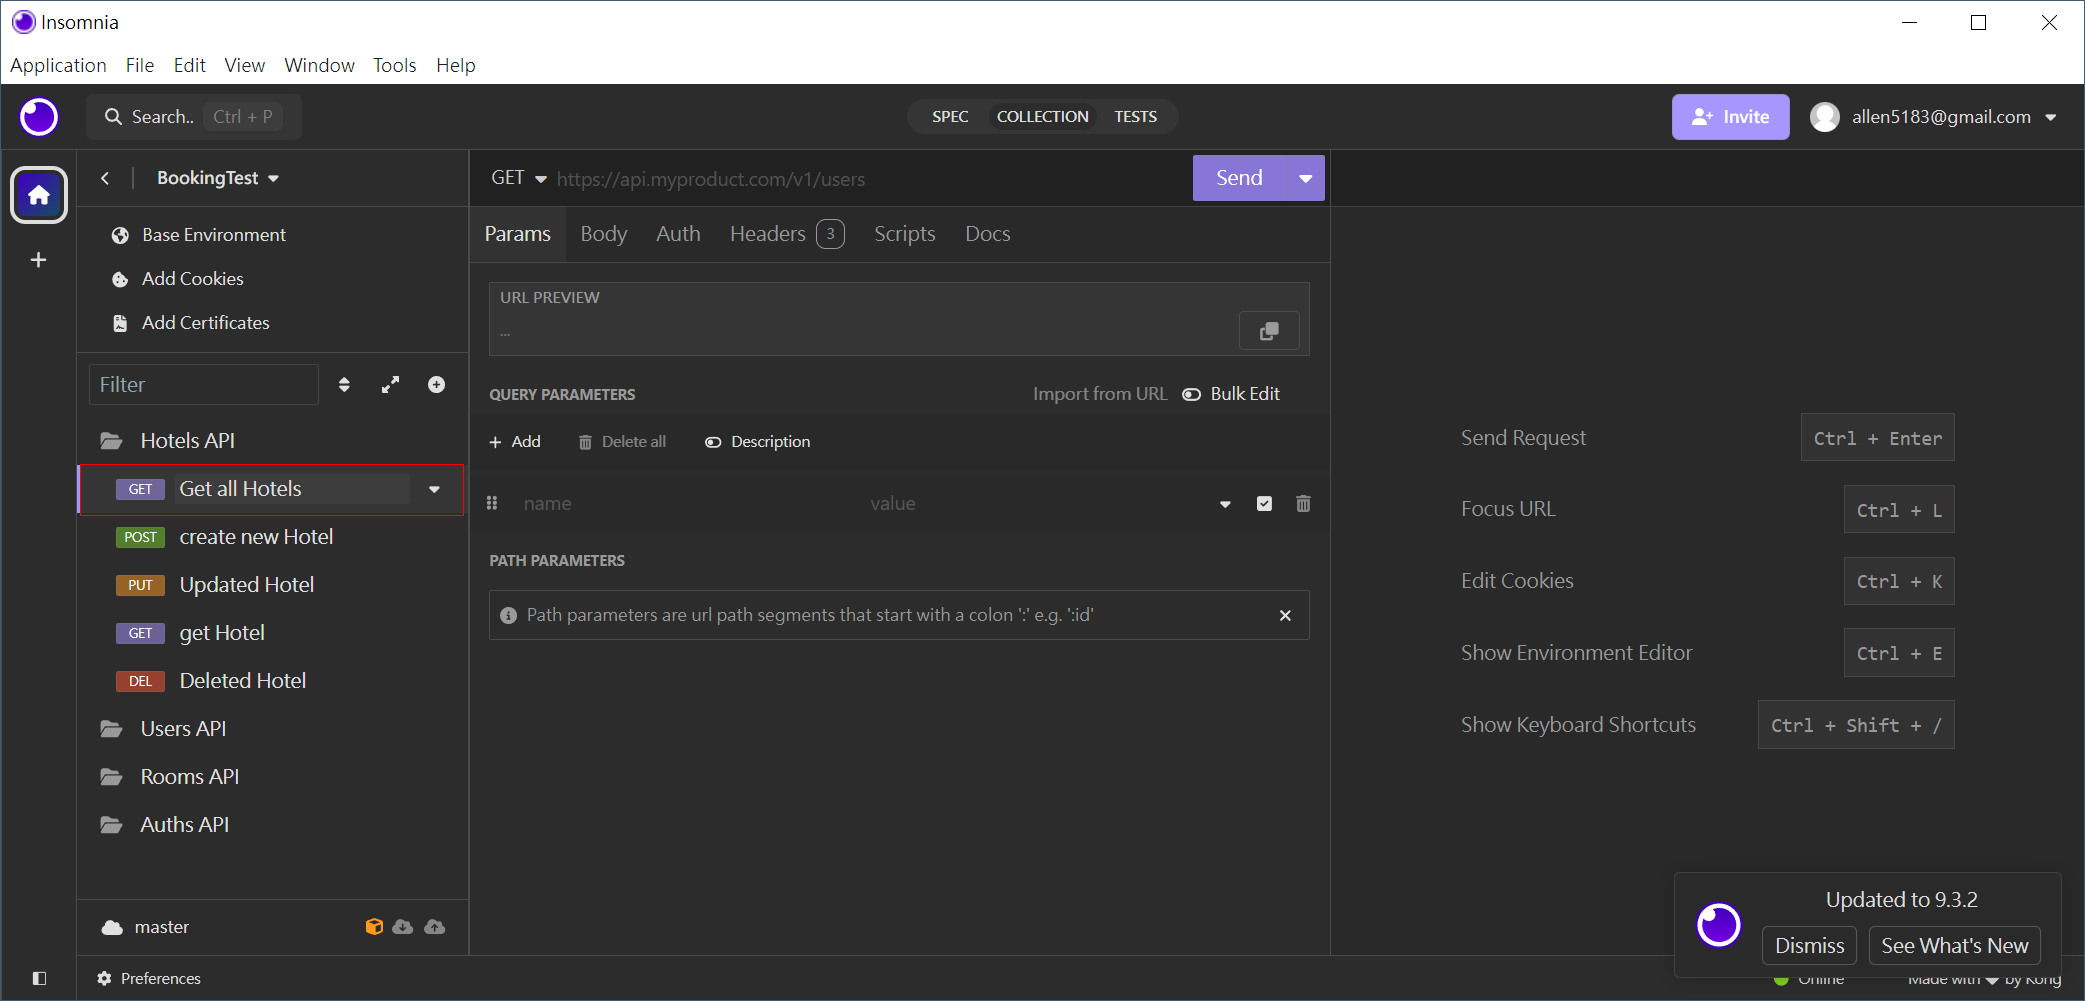 Insomnia
Application File Edit View Window Tools Help
Search.. Ctrl + P
SPEC COLLECTION TESTS
Invite
allen5183@gmail.com
BookingTest
Base Environment
Add Cookies
Add Certificates
Filter
Hotels API
GET Get all Hotels
POST create new Hotel
PUT Updated Hotel
GET get Hotel
DEL Deleted Hotel
Users API
Rooms API
Auths API
master
Preferences
GET https://api.myproduct.com/v1/users
Send
Params Body Auth Headers 3 Scripts Docs
URL PREVIEW
...
QUERY PARAMETERS
Import from URL Bulk Edit
Add Delete all Description
name value
PATH PARAMETERS
Path parameters are url path segments that start with a colon ':' e.g. ':id'
Send Request Ctrl + Enter
Focus URL Ctrl + L
Edit Cookies Ctrl + K
Show Environment Editor Ctrl + E
Show Keyboard Shortcuts Ctrl + Shift + /
Updated to 9.3.2
Dismiss See What's New
Online
Made with ❤ by Kong